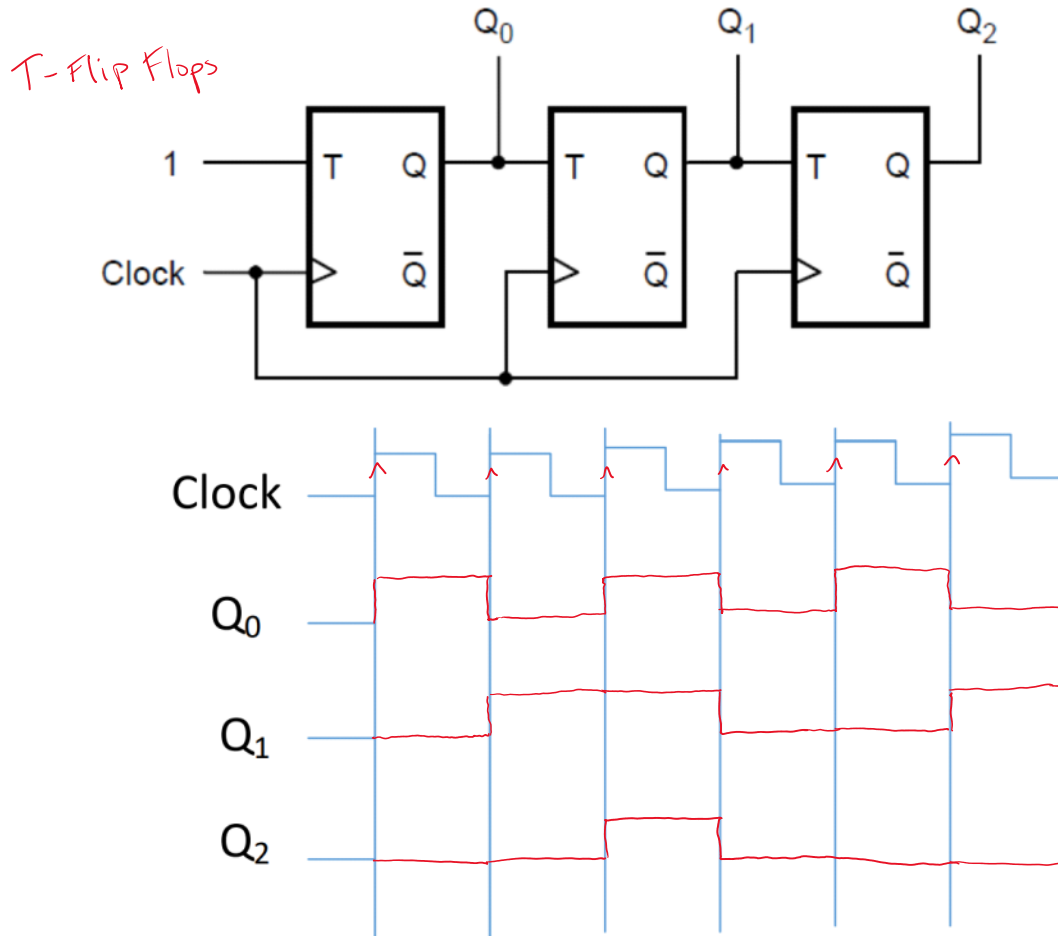 Q₀ Q₁ Q₂
T-Flip Flops
1 T Q T Q T Q
Clock Q̅ Q̅ Q̅
Clock
Q₀
Q₁
Q₂